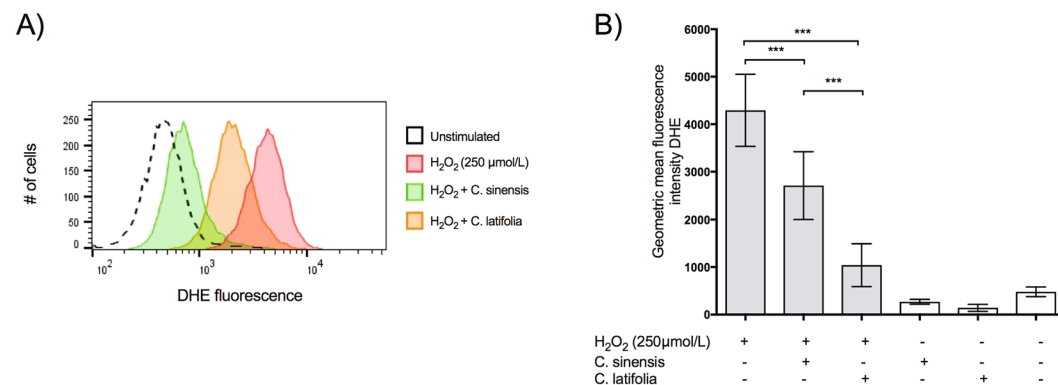 A)
# of cells
250
200
150
100
50
0
10²
10³
10⁴
DHE fluorescence
Unstimulated
H₂O₂ (250 μmol/L)
H₂O₂ + C. sinensis
H₂O₂ + C. latifolia
B)
Geometric mean fluorescence
intensity DHE
6000
5000
4000
3000
2000
1000
0
***
***
***
H₂O₂ (250μmol/L) + + + - - -
C. sinensis - + - + - -
C. latifolia - - + - + -